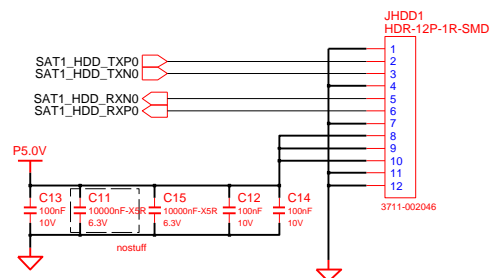 JHDD1
HDR-12P-1R-SMD
1
SAT1_HDD_TXP0 2
SAT1_HDD_TXN0 3
4
SAT1_HDD_RXN0 5
SAT1_HDD_RXP0 6
7
8
P5.0V 9
10
11
12
C13 C11 C15 C12 C14
100nF 10000nF-X5R 10000nF-X5R 100nF 100nF
10V 6.3V 6.3V 10V 10V
3711-002046
nostuff